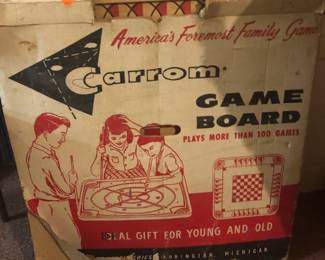 America's Foremost Family Game
Carrom®
GAME
BOARD
PLAYS MORE THAN 100 GAMES
IDEAL GIFT FOR YOUNG AND OLD
LUDINGTON, MICHIGAN